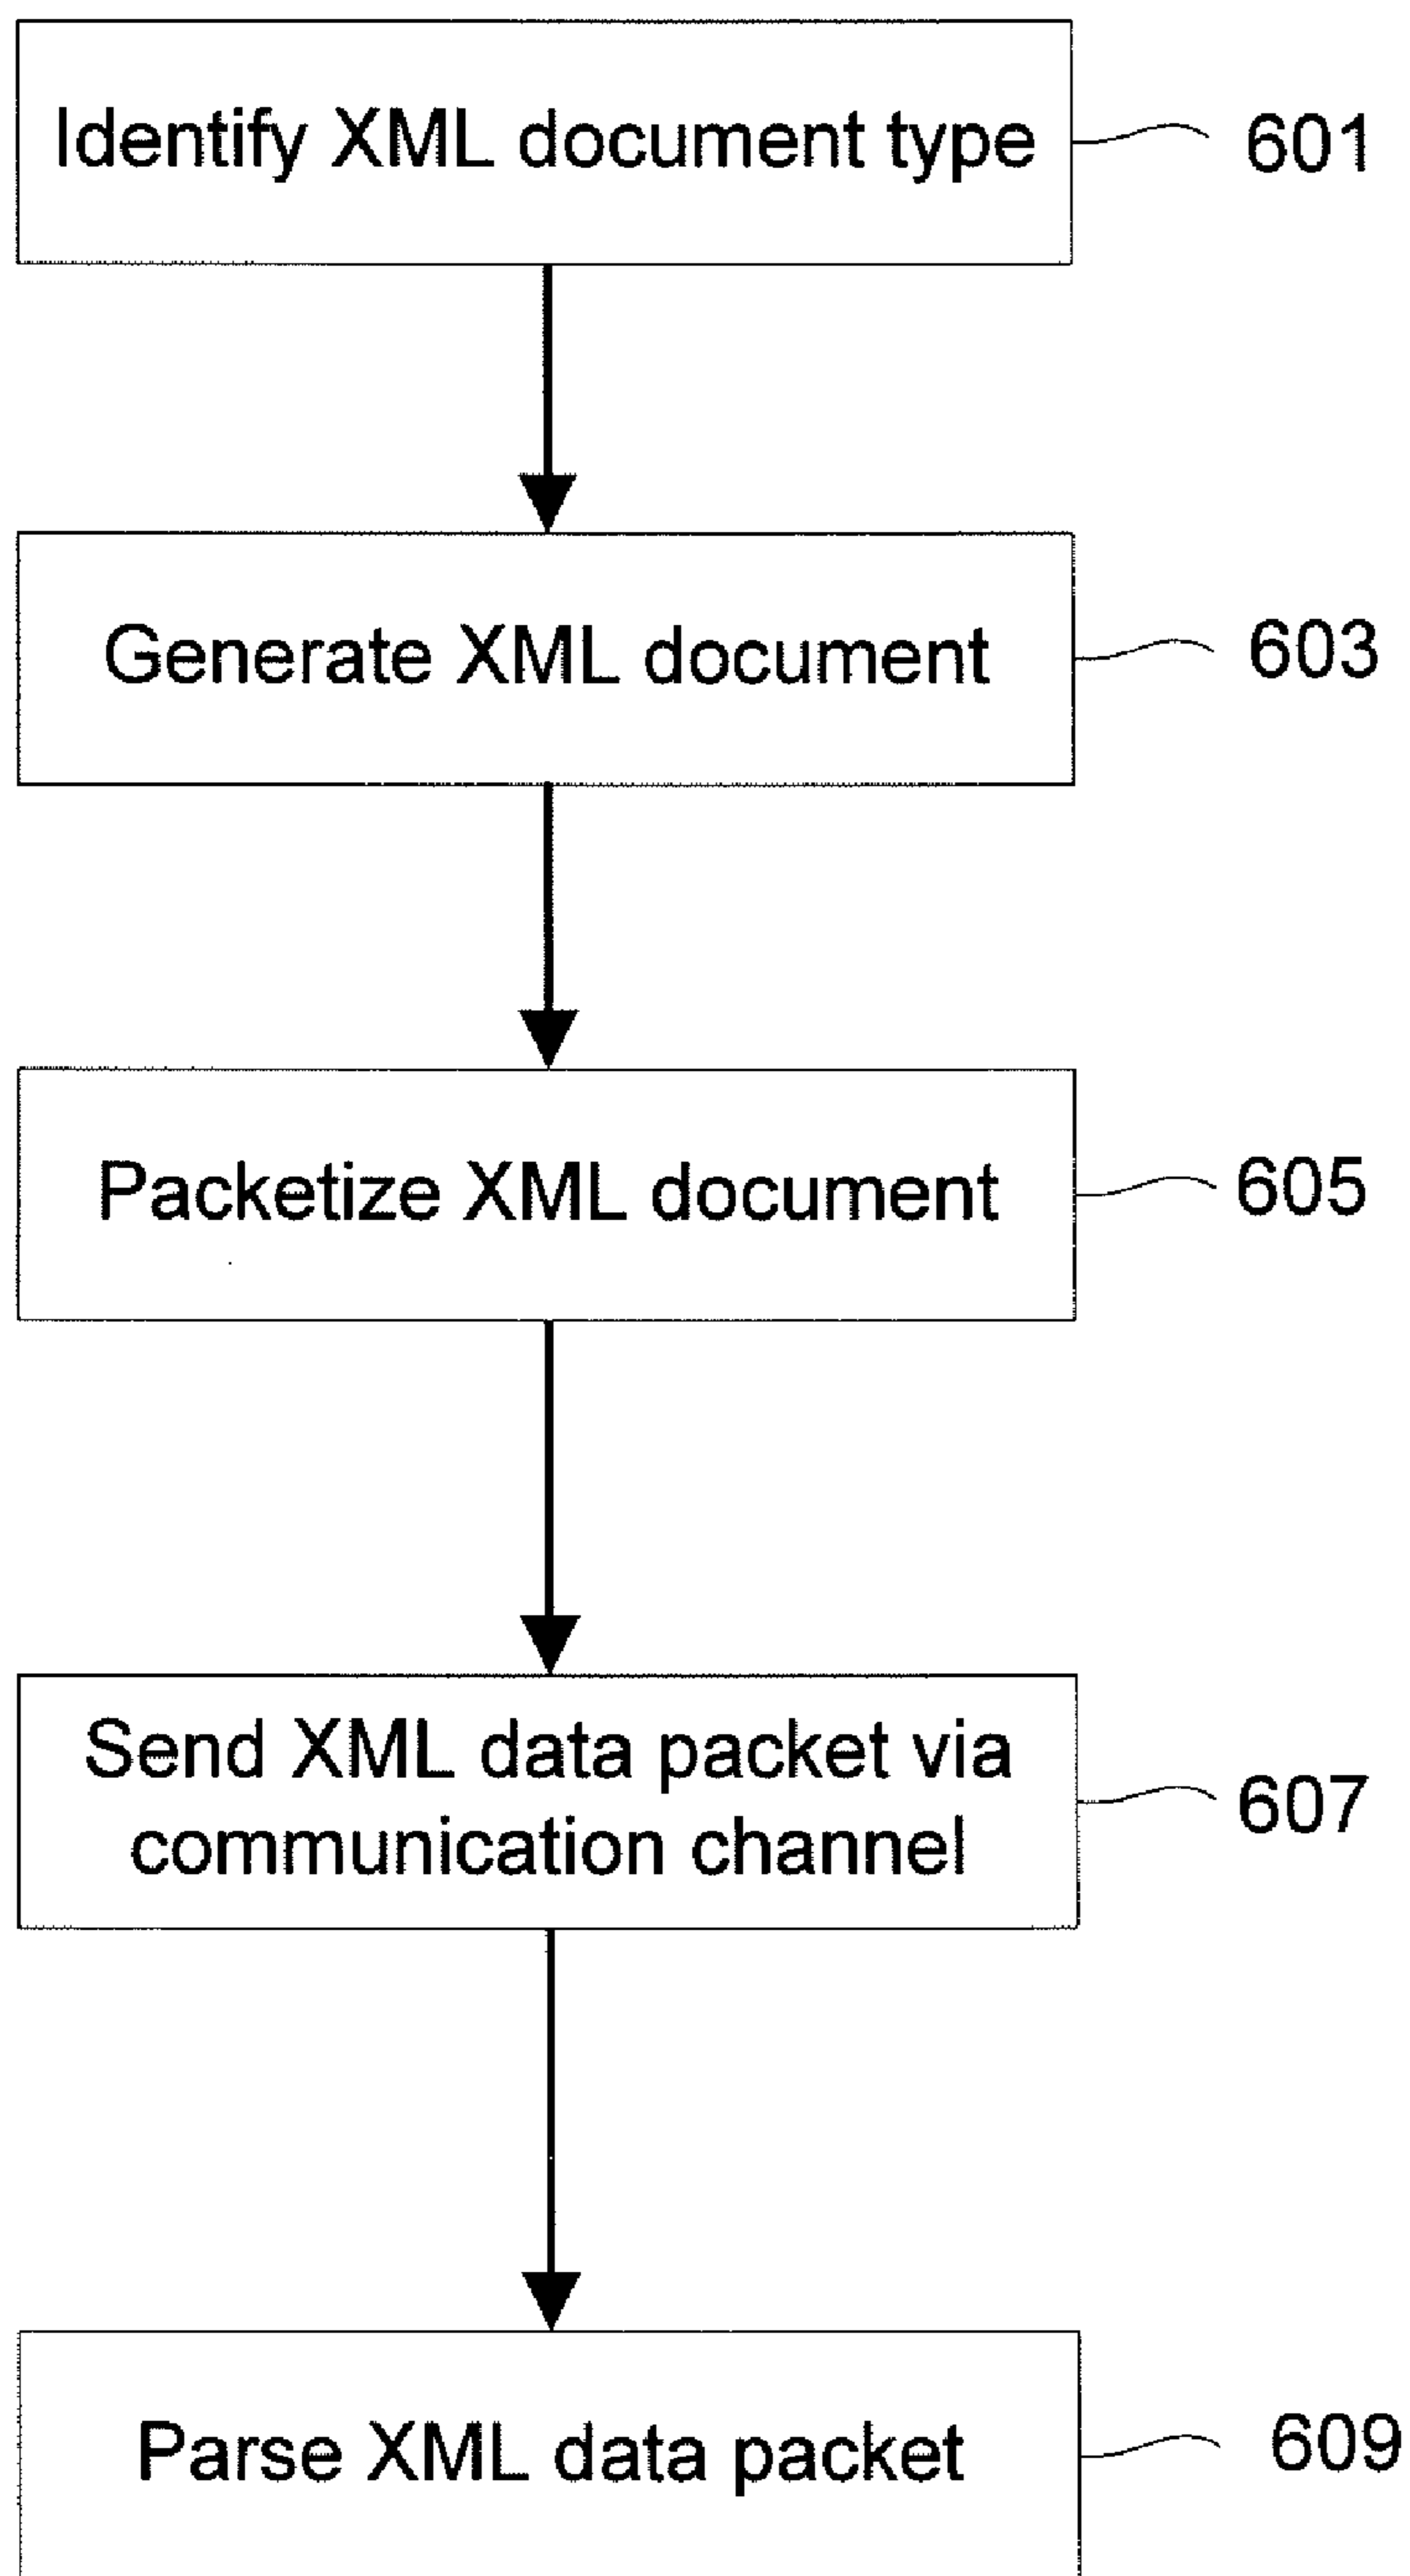 Identify XML document type 601
Generate XML document 603
Packetize XML document 605
Send XML data packet via
communication channel 607
Parse XML data packet 609